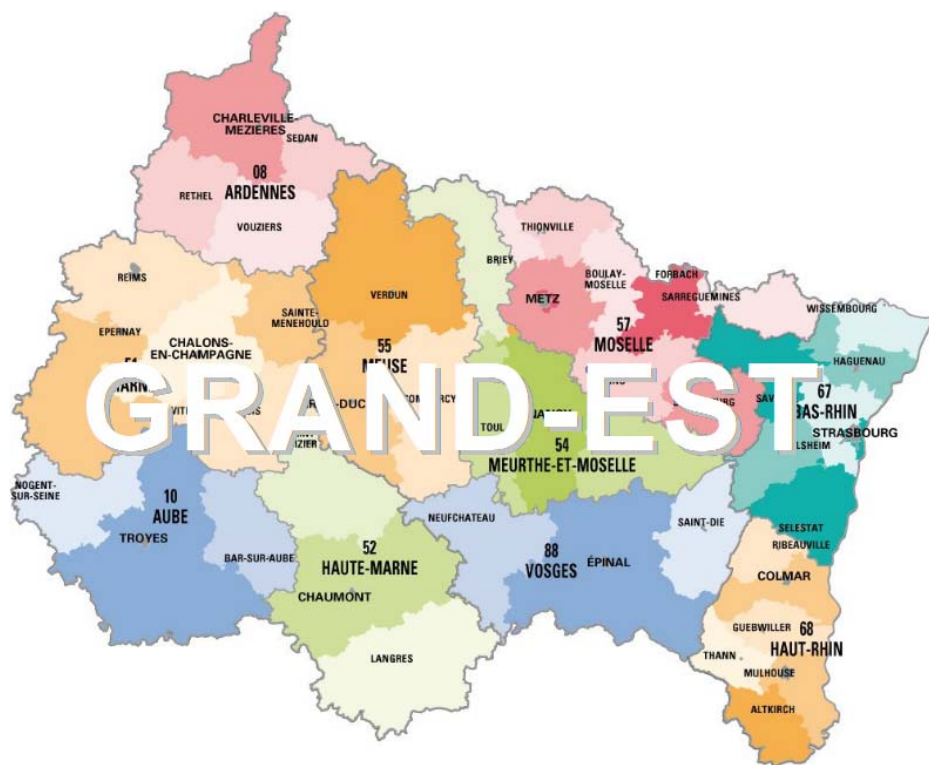 CHARLEVILLE-
MEZIERES
SEDAN
08
ARDENNES
RETHEL
VOUZIERS
THIONVILLE
BRIEY
BOULAY-
MOSELLE
FORBACH
SARREGUEMINES
METZ
57
MOSELLE
WISSEMBOURG
HAGUENAU
REIMS
VERDUN
SAINTE-
MENEHOULD
EPERNAY
CHALONS-
EN-CHAMPAGNE
55
MEUSE
GRAND-EST
67
BAS-RHIN
STRASBOURG
TOUL
NANCY
54
MEURTHE-ET-MOSELLE
NOGENT-
SUR-SEINE
10
AUBE
TROYES
BAR-SUR-AUBE
52
HAUTE-MARNE
CHAUMONT
LANGRES
NEUFCHATEAU
88
VOSGES
ÉPINAL
SAINT-DIE
SELESTAT
RIBEAUVILLE
COLMAR
GUEBWILLER
68
HAUT-RHIN
THANN
MULHOUSE
ALTKIRCH